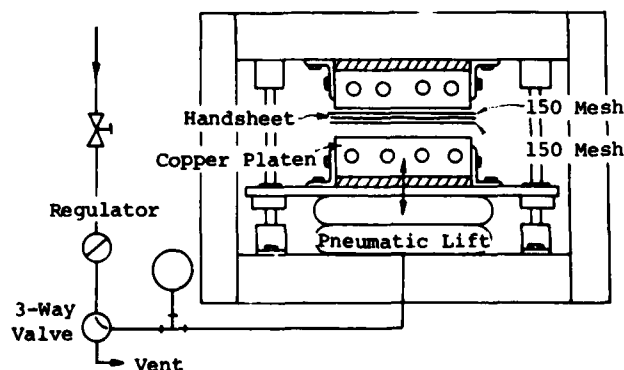 Handsheet
150 Mesh
Copper Platen
150 Mesh
Regulator
Pneumatic Lift
3-Way
Valve
Vent